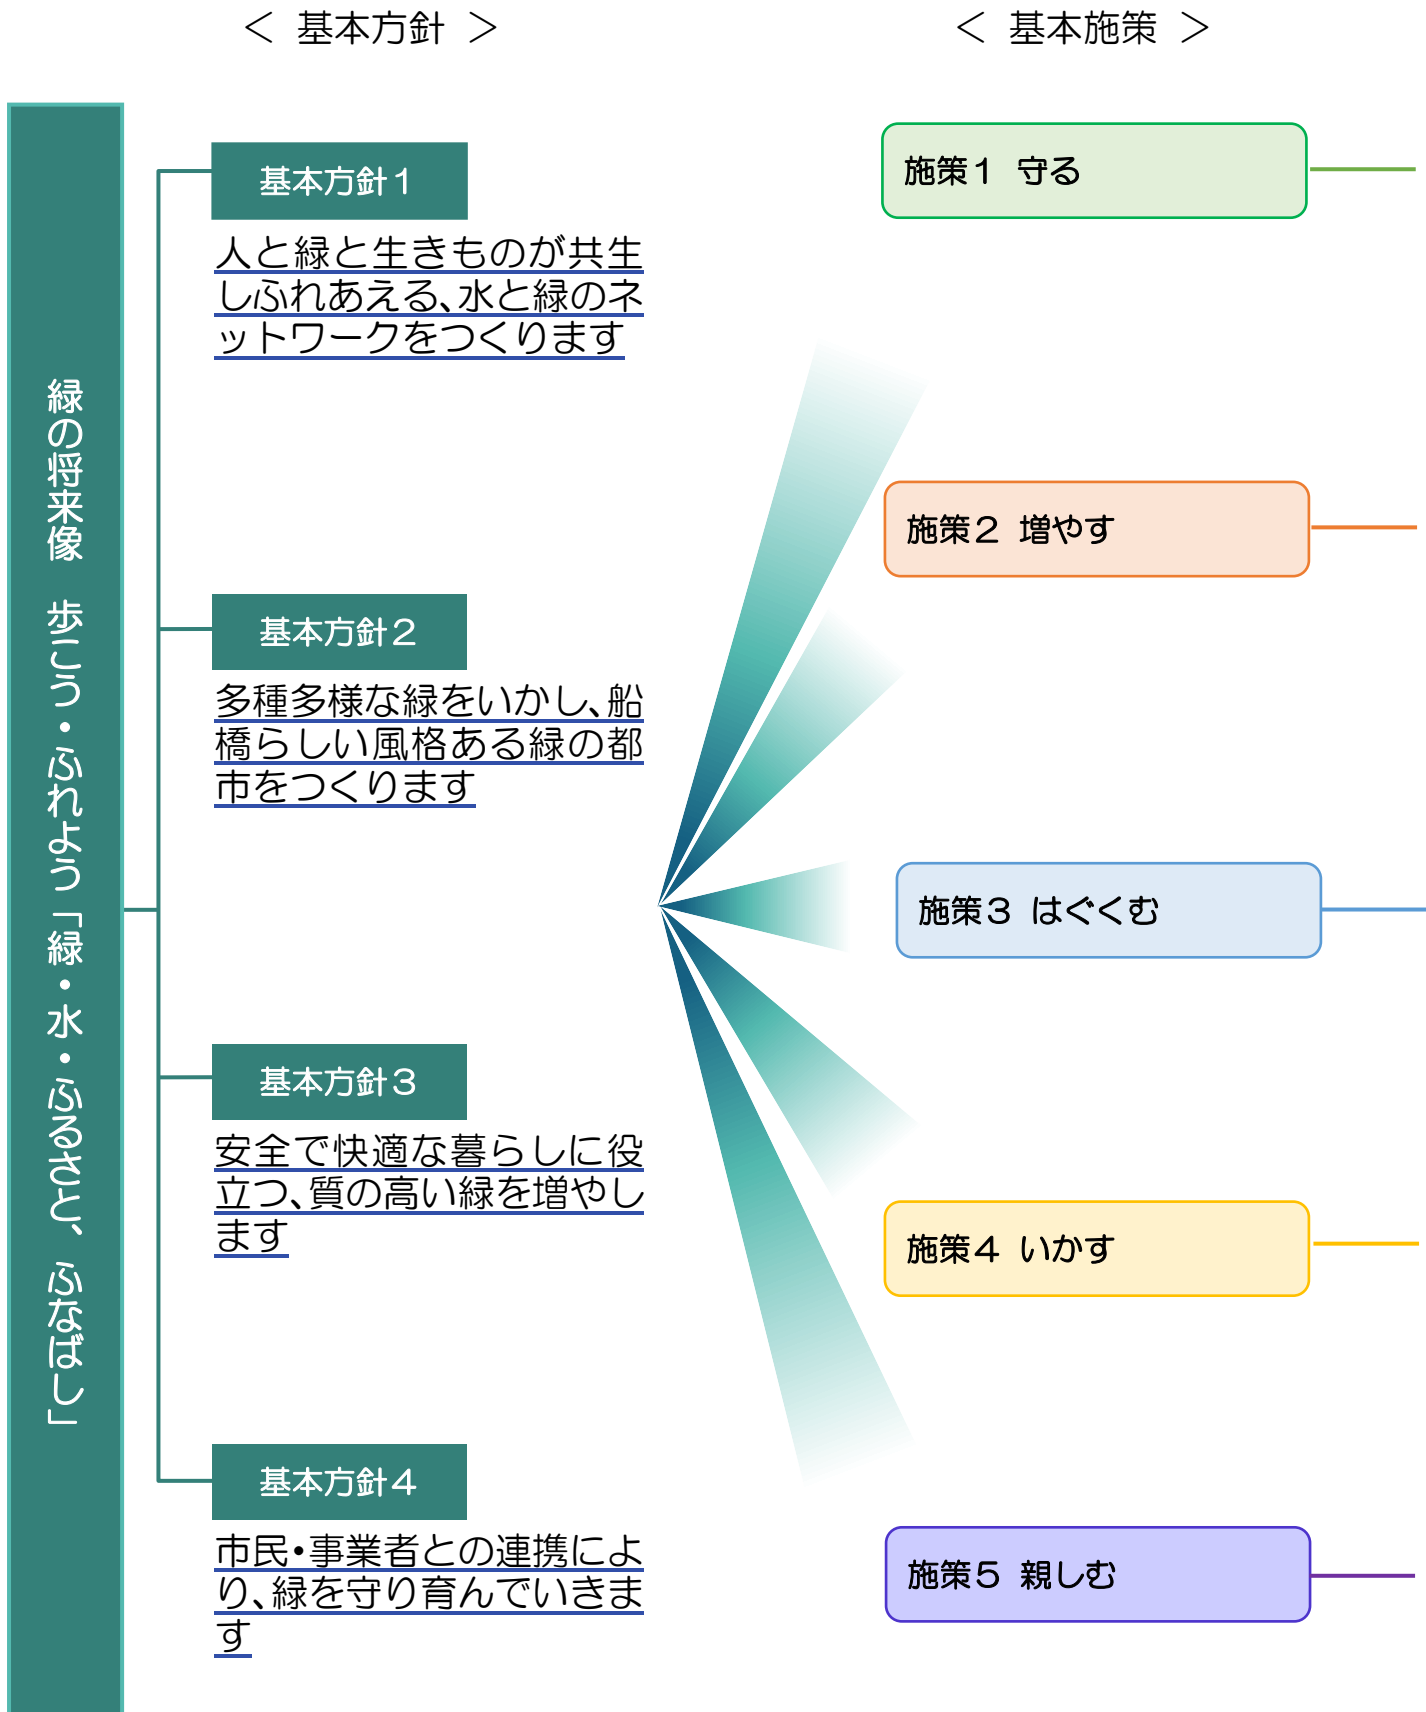 ＜ 基本方針 ＞
＜ 基本施策 ＞
緑の将来像　歩こう・ふれよう「緑・水・ふるさと、ふなばし」
基本方針１
人と緑と生きものが共生
しふれあえる、水と緑のネ
ットワークをつくります
基本方針２
多種多様な緑をいかし、船
橋らしい風格ある緑の都
市をつくります
基本方針３
安全で快適な暮らしに役
立つ、質の高い緑を増やし
ます
基本方針４
市民・事業者との連携によ
り、緑を守り育んでいきま
す
施策１ 守る
施策２ 増やす
施策３ はぐくむ
施策４ いかす
施策５ 親しむ